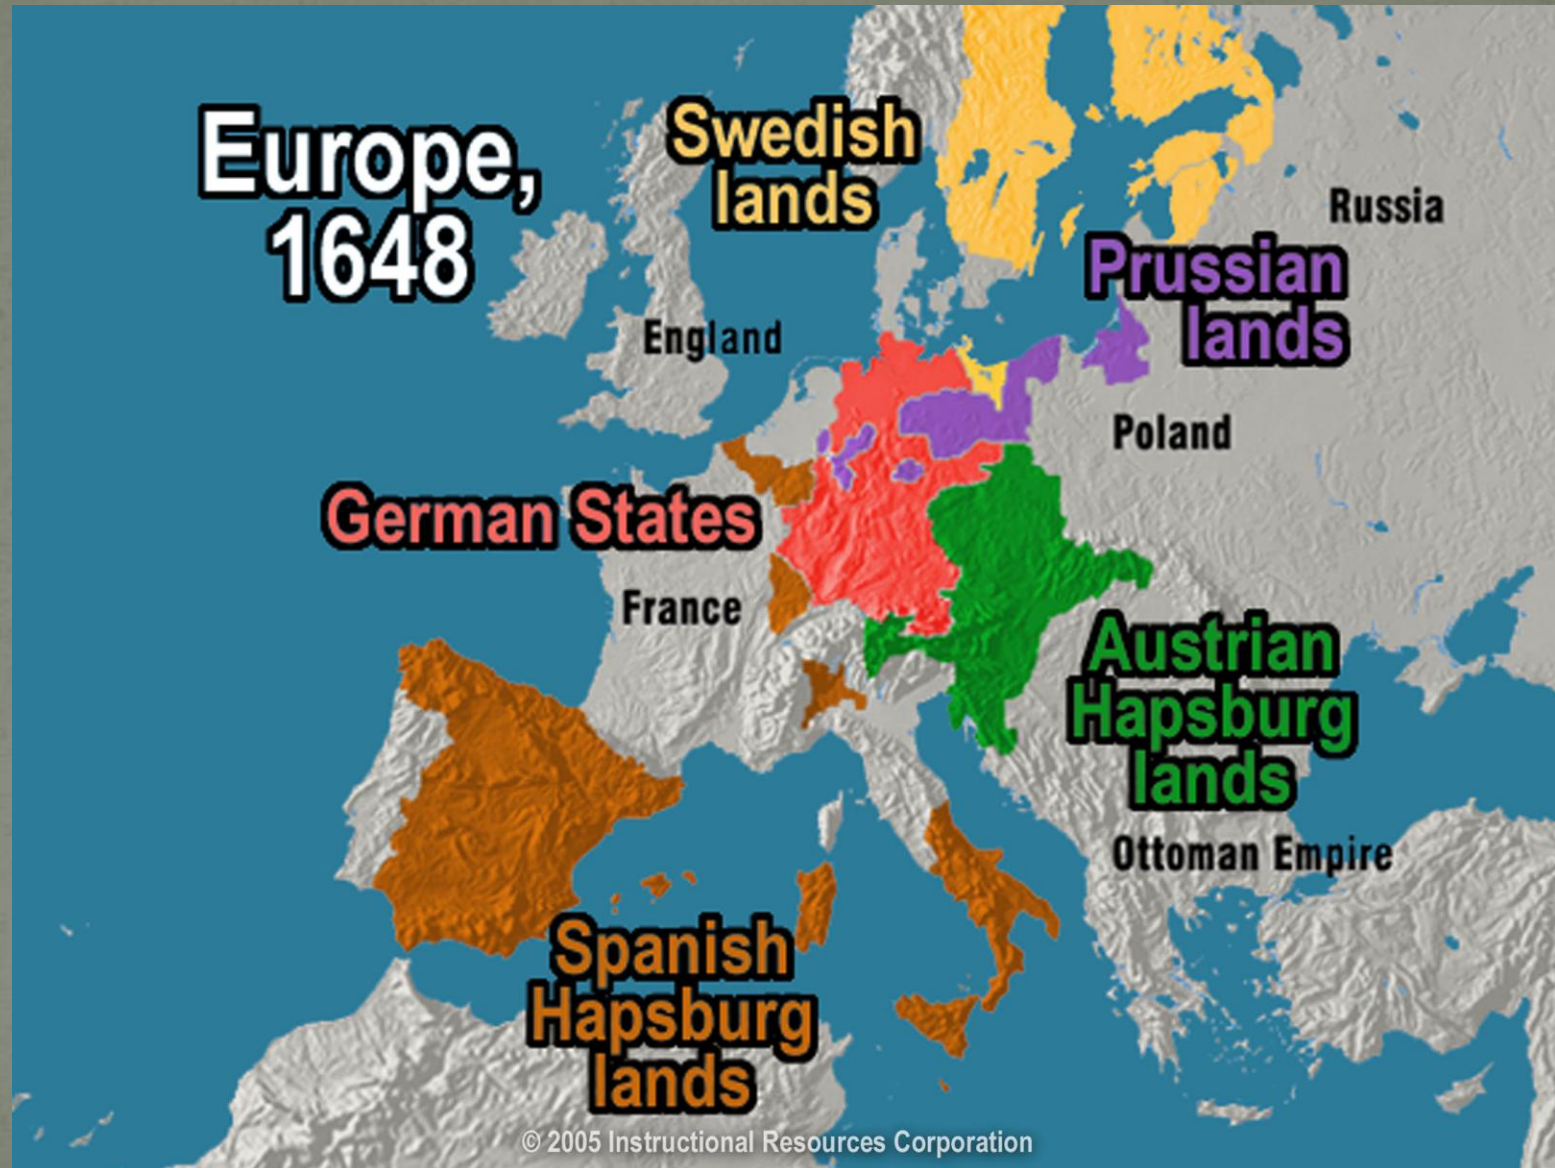 Europe,
1648
Swedish
lands
Russia
Prussian
lands
England
Poland
German States
France
Austrian
Hapsburg
lands
Ottoman Empire
Spanish
Hapsburg
lands
© 2005 Instructional Resources Corporation